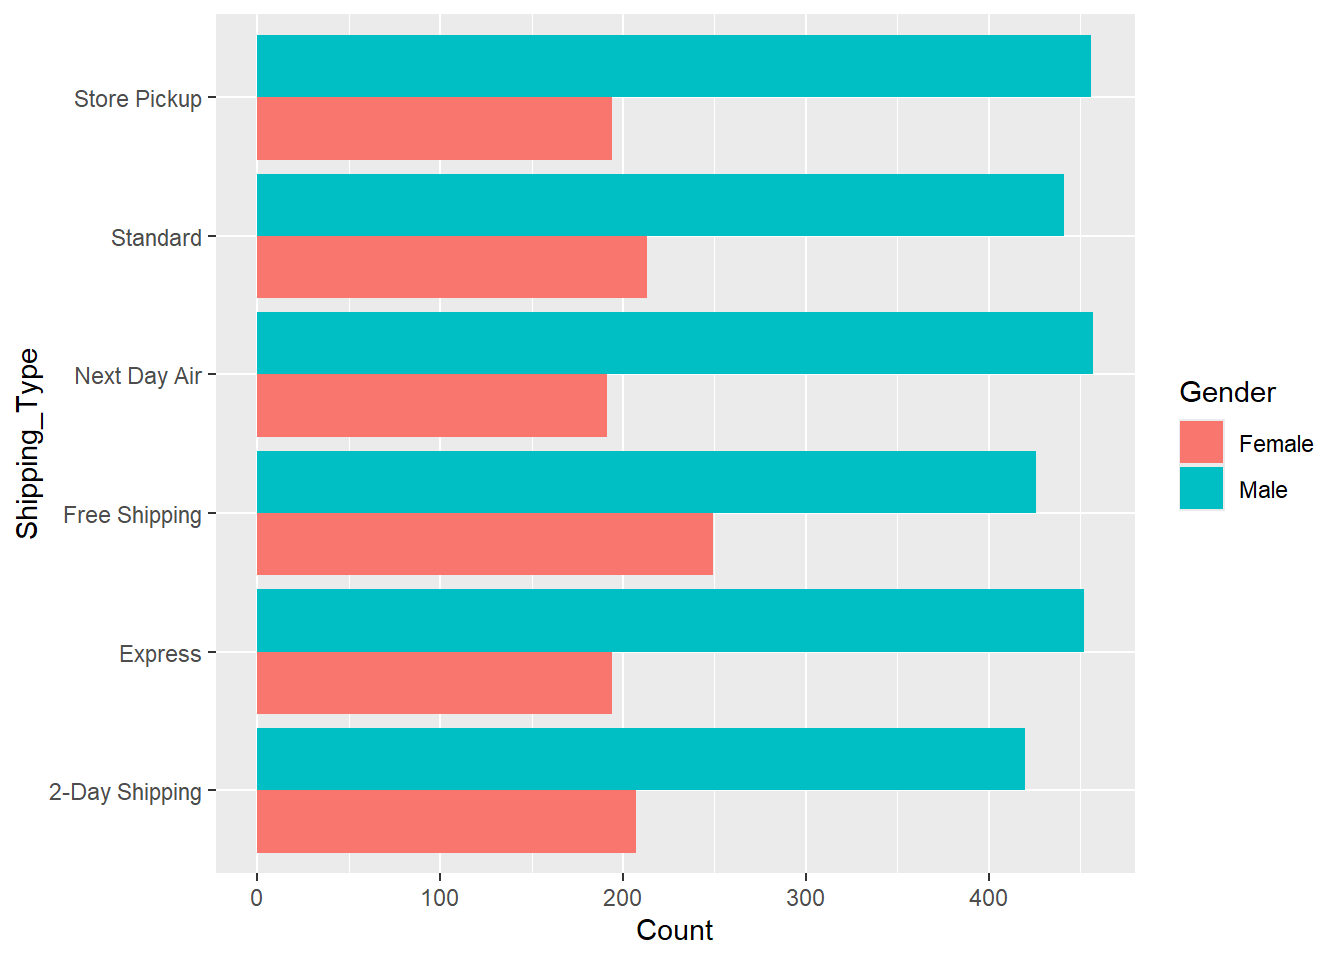 Shipping_Type
Store Pickup
Standard
Next Day Air
Free Shipping
Express
2-Day Shipping
0 100 200 300 400
Count
Gender
Female
Male